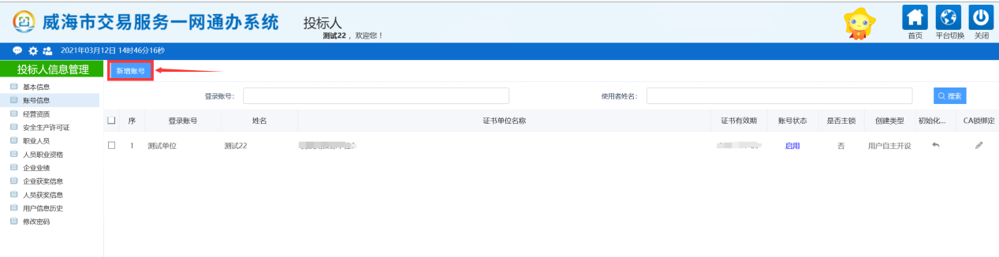 威海市交易服务一网通办系统
投标人
测试22 ，欢迎您！
首页 平台切换 关闭
2021年03月12日 14时46分16秒
投标人信息管理
新增账号
基本信息
账号信息
经营资质
安全生产许可证
职业人员
人员职业资格
企业业绩
企业获奖信息
人员获奖信息
用户信息历史
修改密码
登录账号： 使用者姓名： 搜索
序 登录账号 姓名 证书单位名称 证书有效期 账号状态 是否主锁 创建类型 初始化... CA锁绑定
1 测试单位 测试22 启用 否 用户自主开设